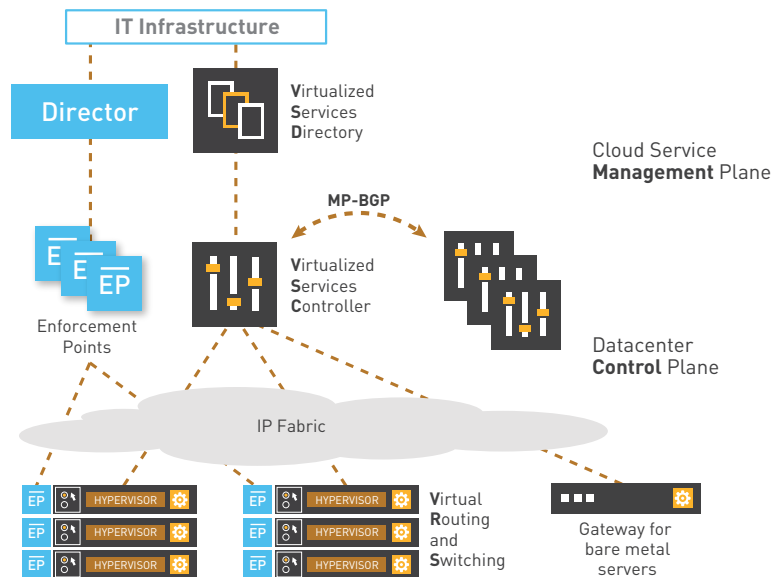 IT Infrastructure
Director
Virtualized
Services
Directory
Cloud Service
Management Plane
MP-BGP
EP
EP
EP
Virtualized
Services
Controller
Enforcement
Points
Datacenter
Control Plane
IP Fabric
EP HYPERVISOR
EP HYPERVISOR
EP HYPERVISOR
EP HYPERVISOR
EP HYPERVISOR
EP HYPERVISOR
Virtual
Routing
and
Switching
Gateway for
bare metal
servers